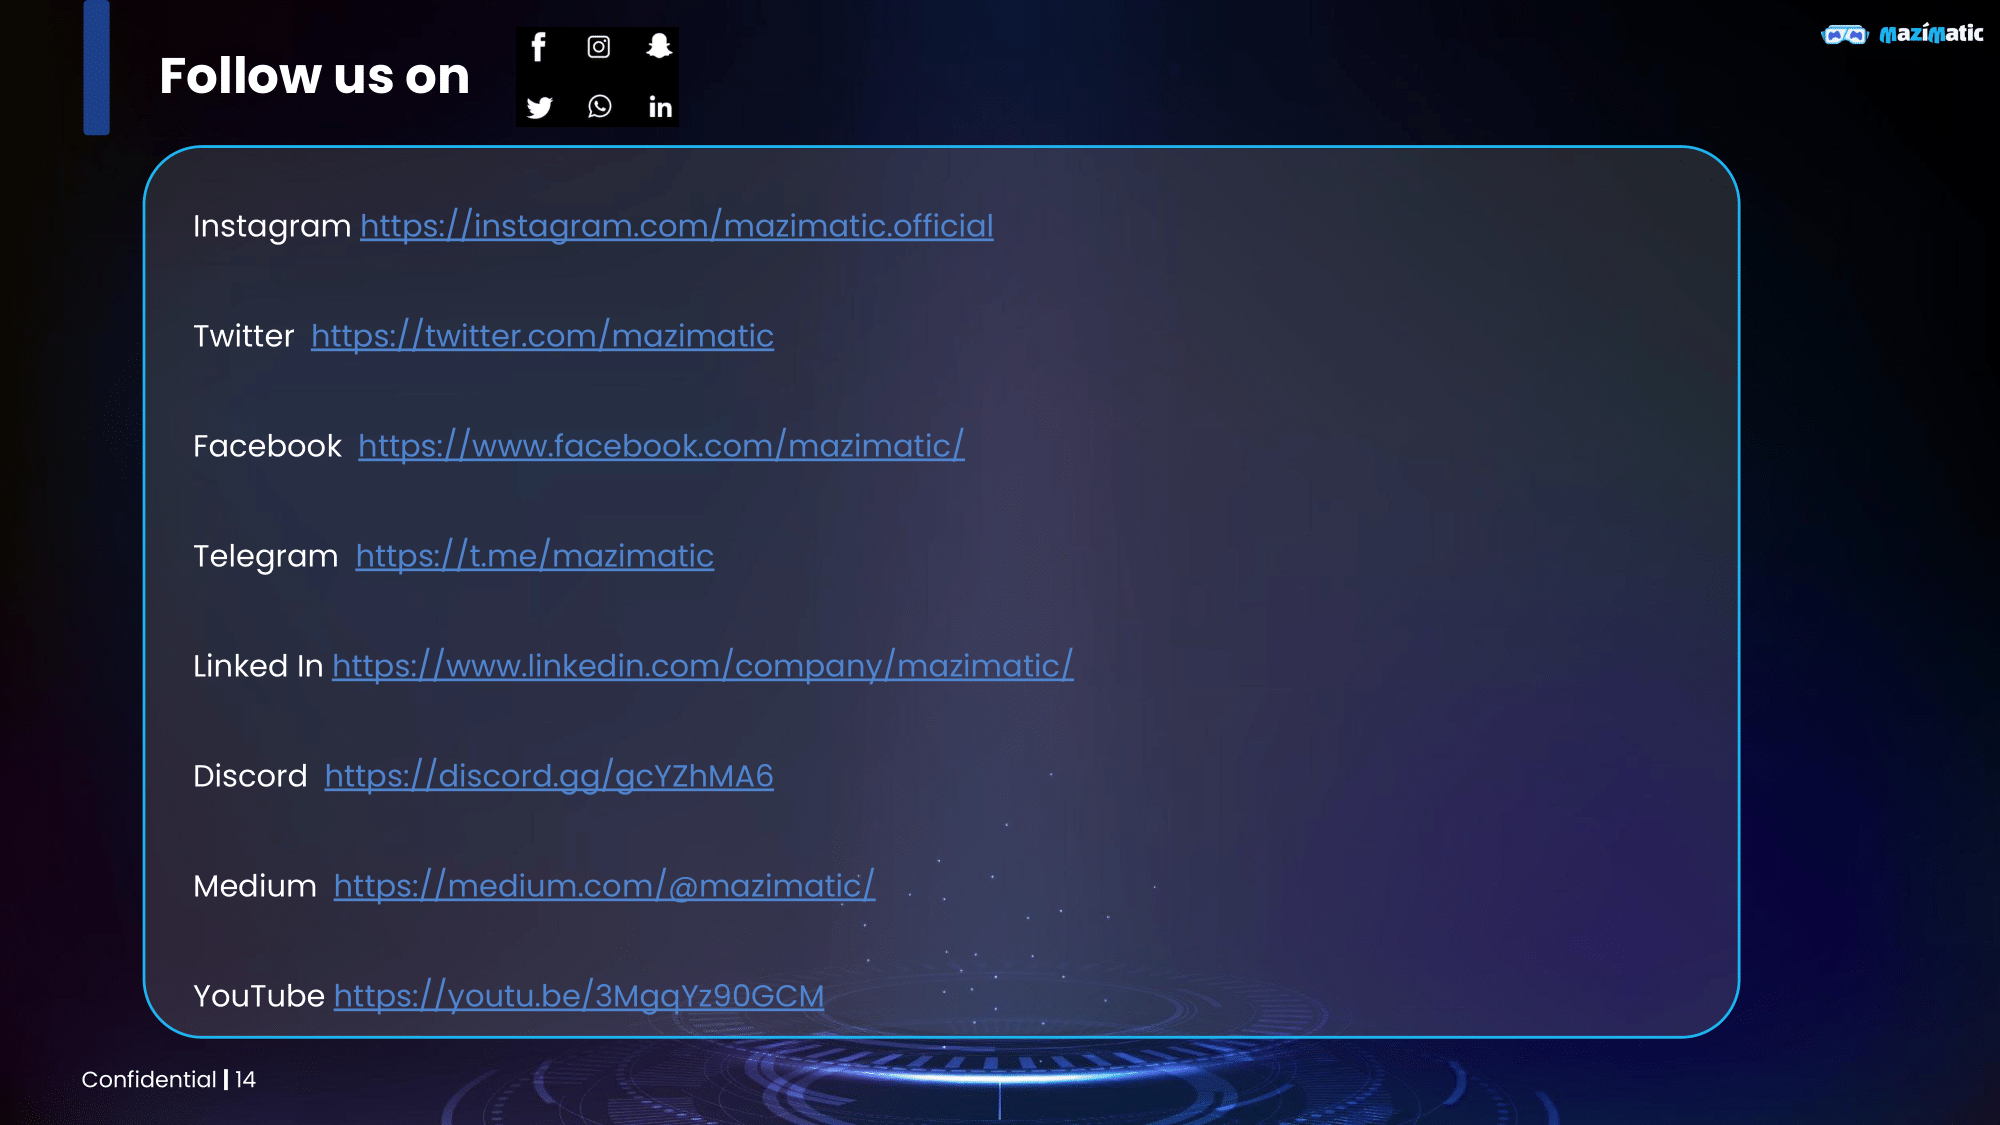 Follow us on
mazimatic
Instagram https://instagram.com/mazimatic.official
Twitter https://twitter.com/mazimatic
Facebook https://www.facebook.com/mazimatic/
Telegram https://t.me/mazimatic
Linked In https://www.linkedin.com/company/mazimatic/
Discord https://discord.gg/gcYZhMA6
Medium https://medium.com/@mazimatic/
YouTube https://youtu.be/3MgqYz90GCM
Confidential | 14